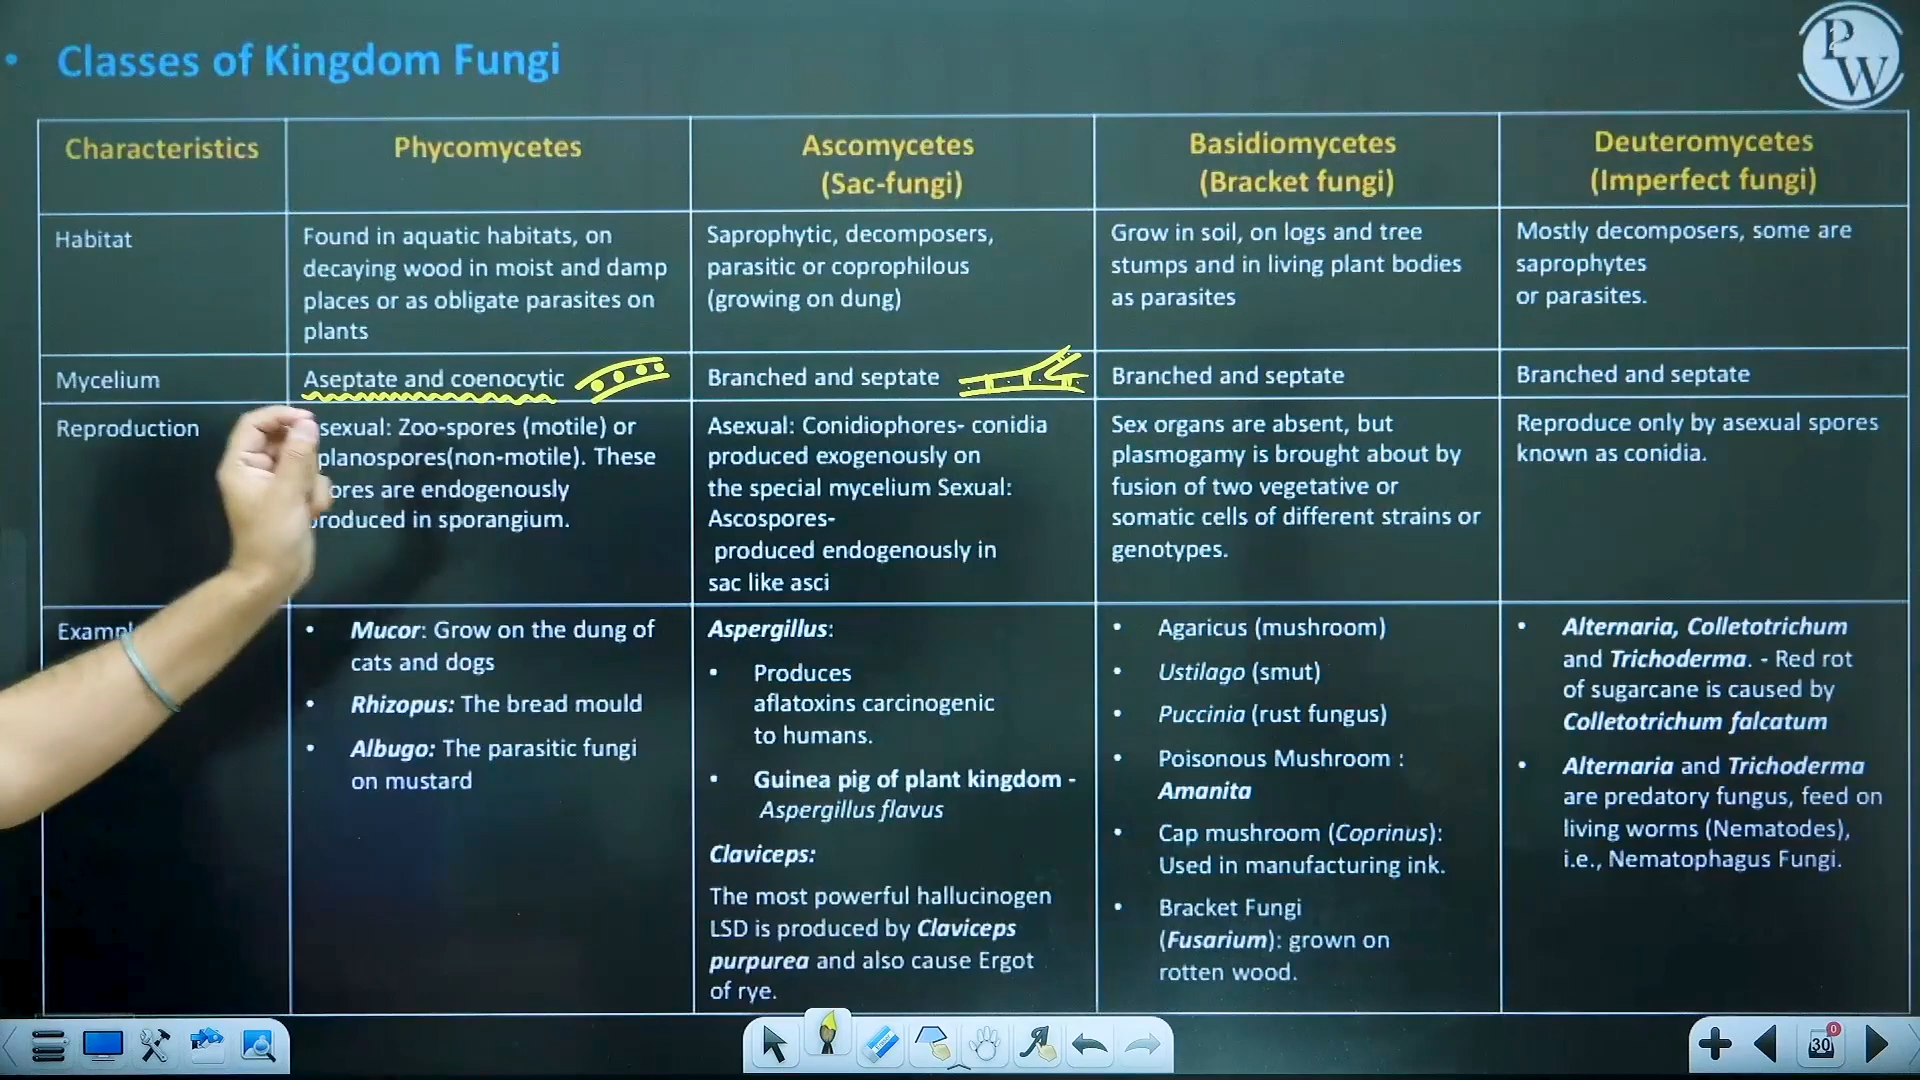 • Classes of Kingdom Fungi
PW
Characteristics
Phycomycetes
Ascomycetes
(Sac-fungi)
Basidiomycetes
(Bracket fungi)
Deuteromycetes
(Imperfect fungi)
Habitat
Found in aquatic habitats, on
decaying wood in moist and damp
places or as obligate parasites on
plants
Saprophytic, decomposers,
parasitic or coprophilous
(growing on dung)
Grow in soil, on logs and tree
stumps and in living plant bodies
as parasites
Mostly decomposers, some are
saprophytes
or parasites.
Mycelium
Aseptate and coenocytic
Branched and septate
Branched and septate
Branched and septate
Reproduction
sexual: Zoo-spores (motile) or
planospores(non-motile). These
ores are endogenously
produced in sporangium.
Asexual: Conidiophores- conidia
produced exogenously on
the special mycelium Sexual:
Ascospores-
produced endogenously in
sac like asci
Sex organs are absent, but
plasmogamy is brought about by
fusion of two vegetative or
somatic cells of different strains or
genotypes.
Reproduce only by asexual spores
known as conidia.
Exampl
• Mucor: Grow on the dung of
cats and dogs
• Rhizopus: The bread mould
• Albugo: The parasitic fungi
on mustard
Aspergillus:
• Produces
aflatoxins carcinogenic
to humans.
• Guinea pig of plant kingdom -
Aspergillus flavus
Claviceps:
The most powerful hallucinogen
LSD is produced by Claviceps
purpurea and also cause Ergot
of rye.
• Agaricus (mushroom)
• Ustilago (smut)
• Puccinia (rust fungus)
• Poisonous Mushroom :
Amanita
• Cap mushroom (Coprinus):
Used in manufacturing ink.
• Bracket Fungi
(Fusarium): grown on
rotten wood.
• Alternaria, Colletotrichum
and Trichoderma. - Red rot
of sugarcane is caused by
Colletotrichum falcatum
• Alternaria and Trichoderma
are predatory fungus, feed on
living worms (Nematodes),
i.e., Nematophagus Fungi.
0
30